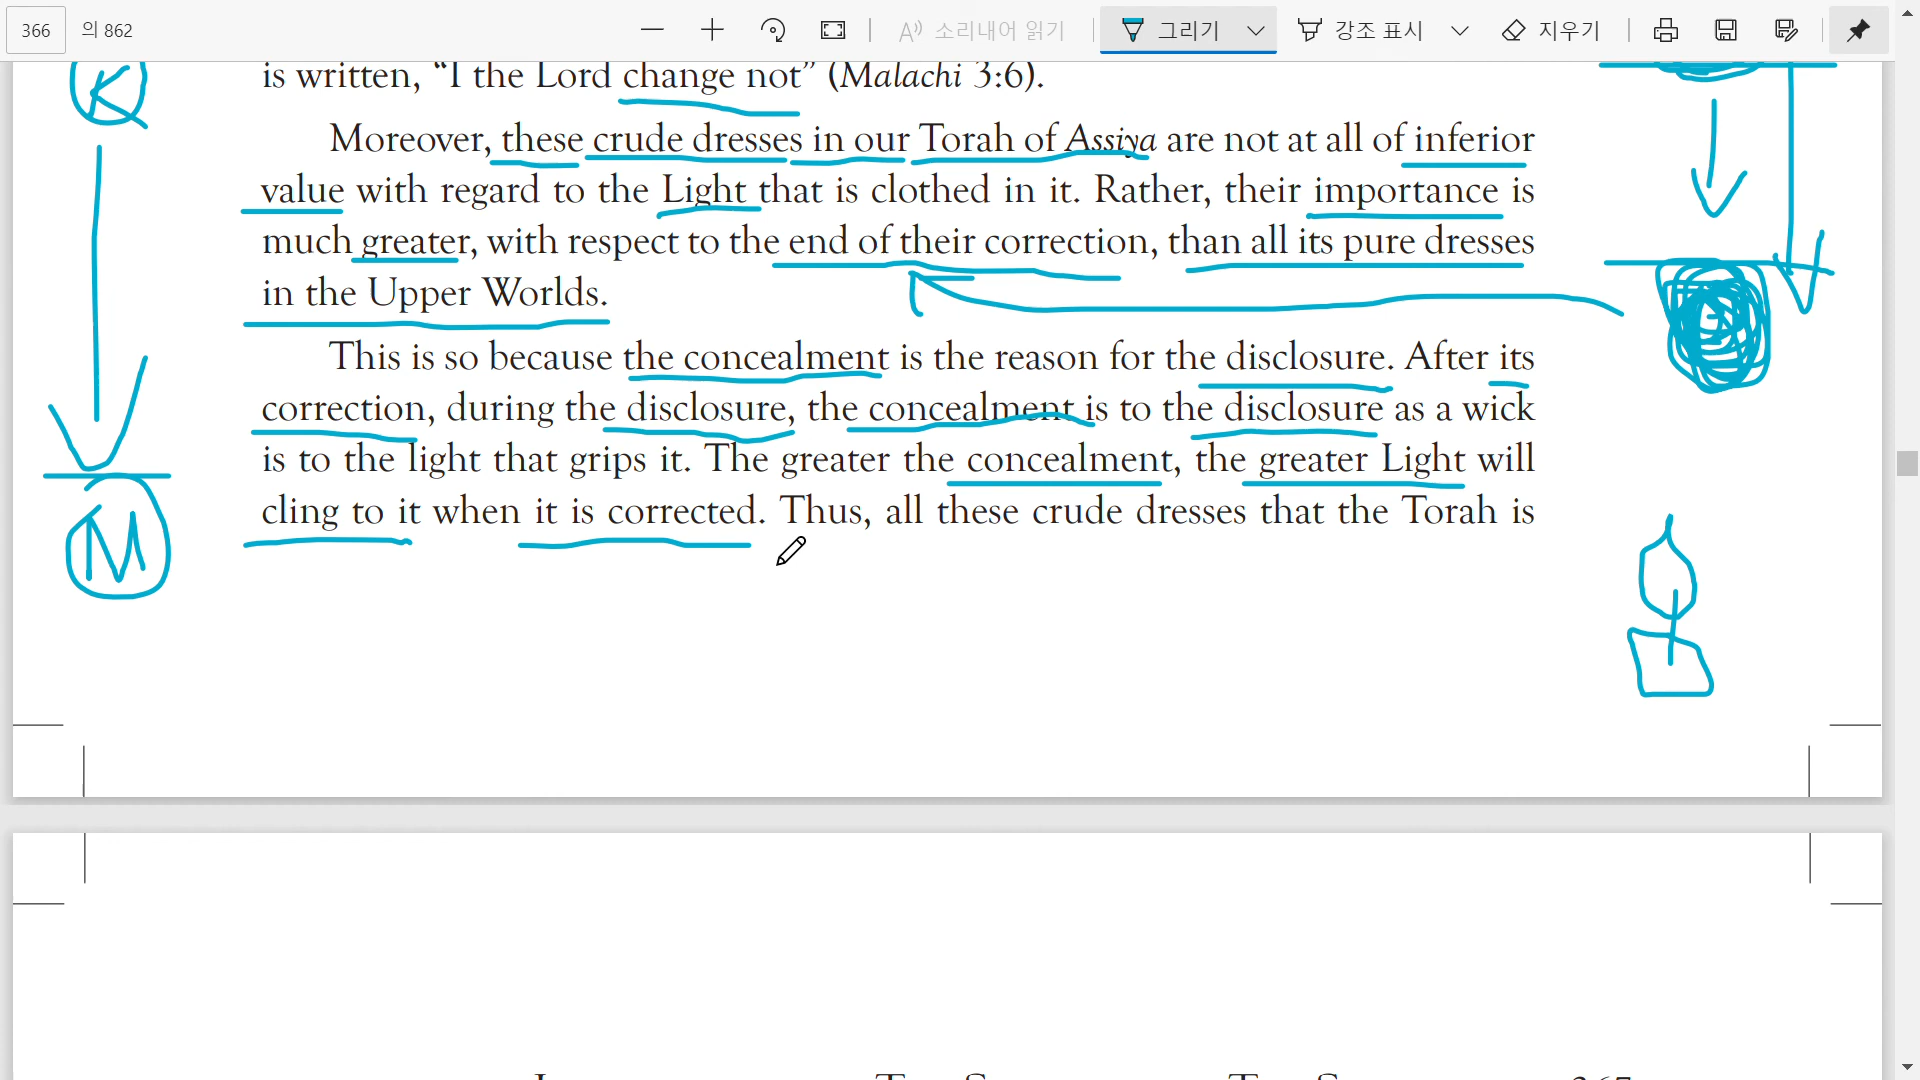 366 의 862 소리내어 읽기 그리기 강조 표시 지우기
K
is written, “I the Lord change not” (Malachi 3:6).
Moreover, these crude dresses in our Torah of Assiya are not at all of inferior
value with regard to the Light that is clothed in it. Rather, their importance is
much greater, with respect to the end of their correction, than all its pure dresses
in the Upper Worlds.
This is so because the concealment is the reason for the disclosure. After its
correction, during the disclosure, the concealment is to the disclosure as a wick
is to the light that grips it. The greater the concealment, the greater Light will
cling to it when it is corrected. Thus, all these crude dresses that the Torah is
M